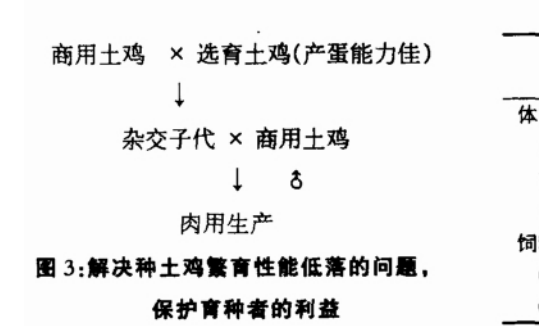 商用土鸡 × 选育土鸡(产蛋能力佳)
↓
杂交子代 × 商用土鸡
↓ ♂
肉用生产
图 3:解决种土鸡繁育性能低落的问题,
保护育种者的利益
体
饲